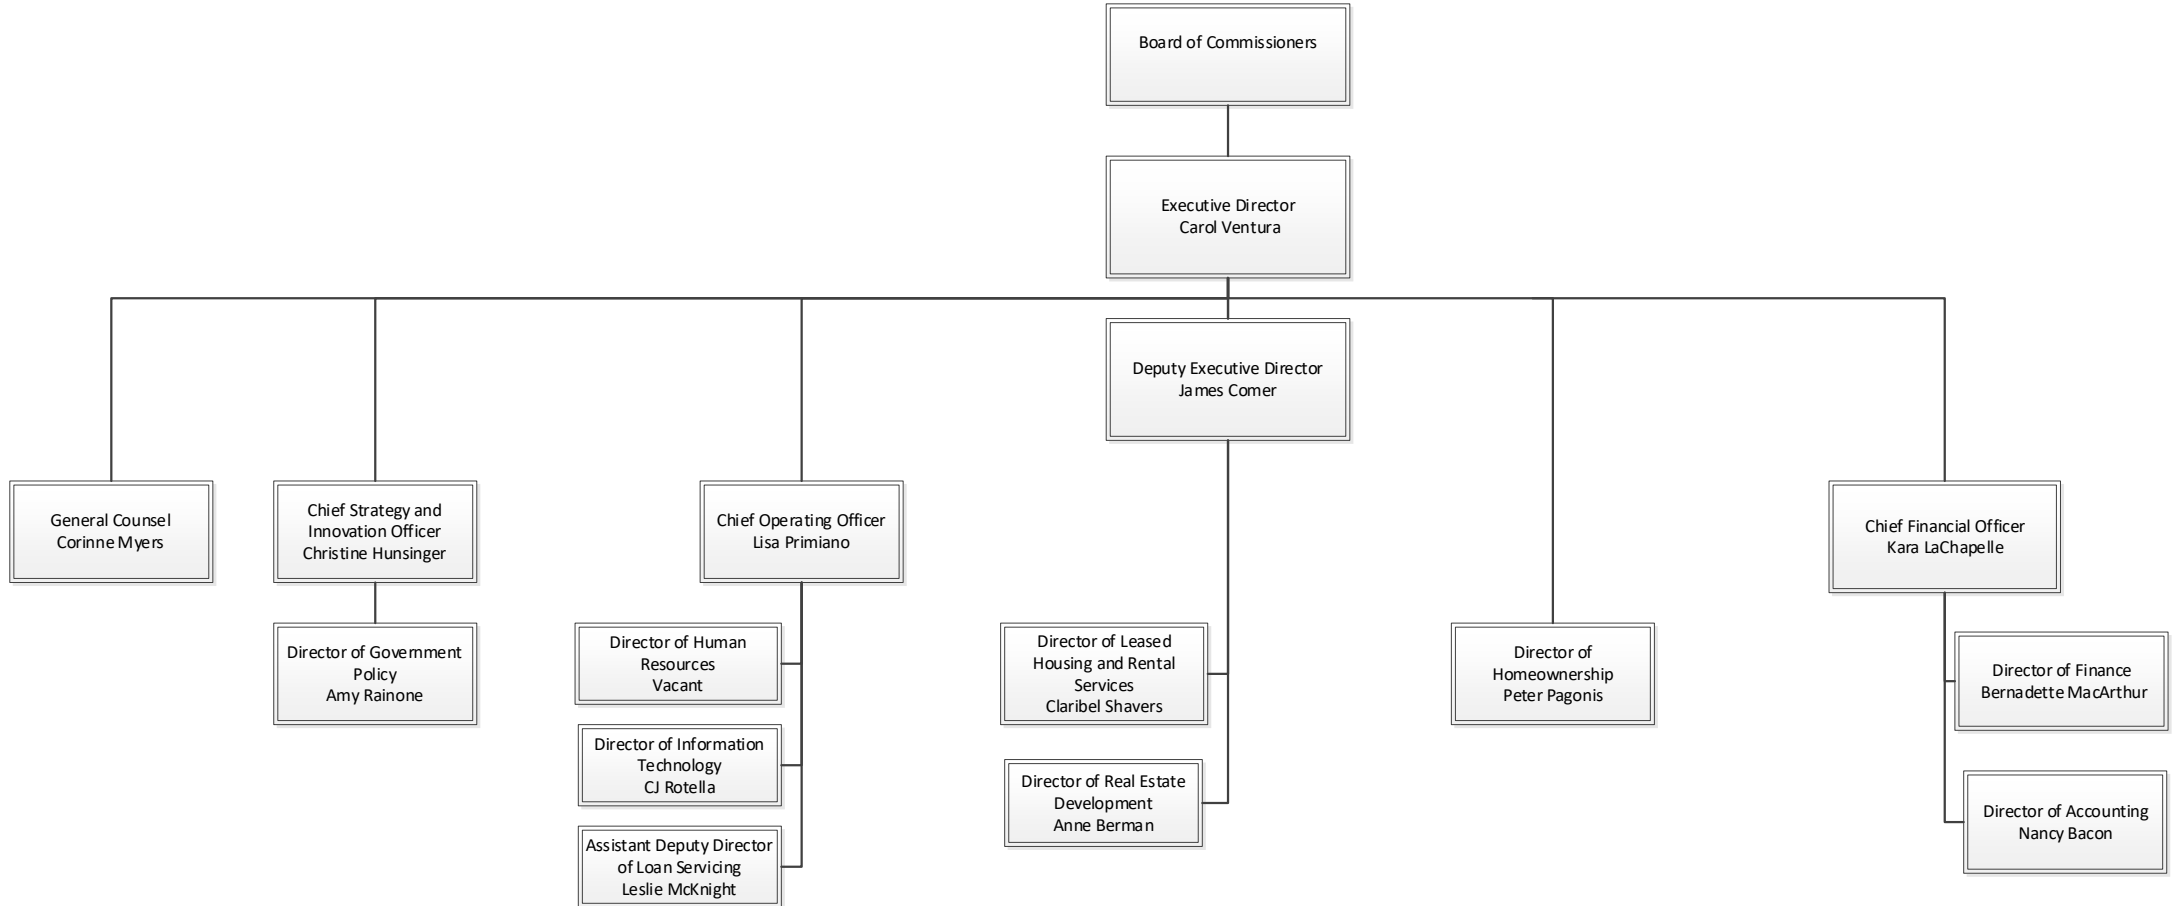 Board of Commissioners
Executive Director
Carol Ventura
Deputy Executive Director
James Comer
General Counsel
Corinne Myers
Chief Strategy and
Innovation Officer
Christine Hunsinger
Chief Operating Officer
Lisa Primiano
Chief Financial Officer
Kara LaChapelle
Director of Government
Policy
Amy Rainone
Director of Human
Resources
Vacant
Director of Information
Technology
CJ Rotella
Assistant Deputy Director
of Loan Servicing
Leslie McKnight
Director of Leased
Housing and Rental
Services
Claribel Shavers
Director of Real Estate
Development
Anne Berman
Director of
Homeownership
Peter Pagonis
Director of Finance
Bernadette MacArthur
Director of Accounting
Nancy Bacon